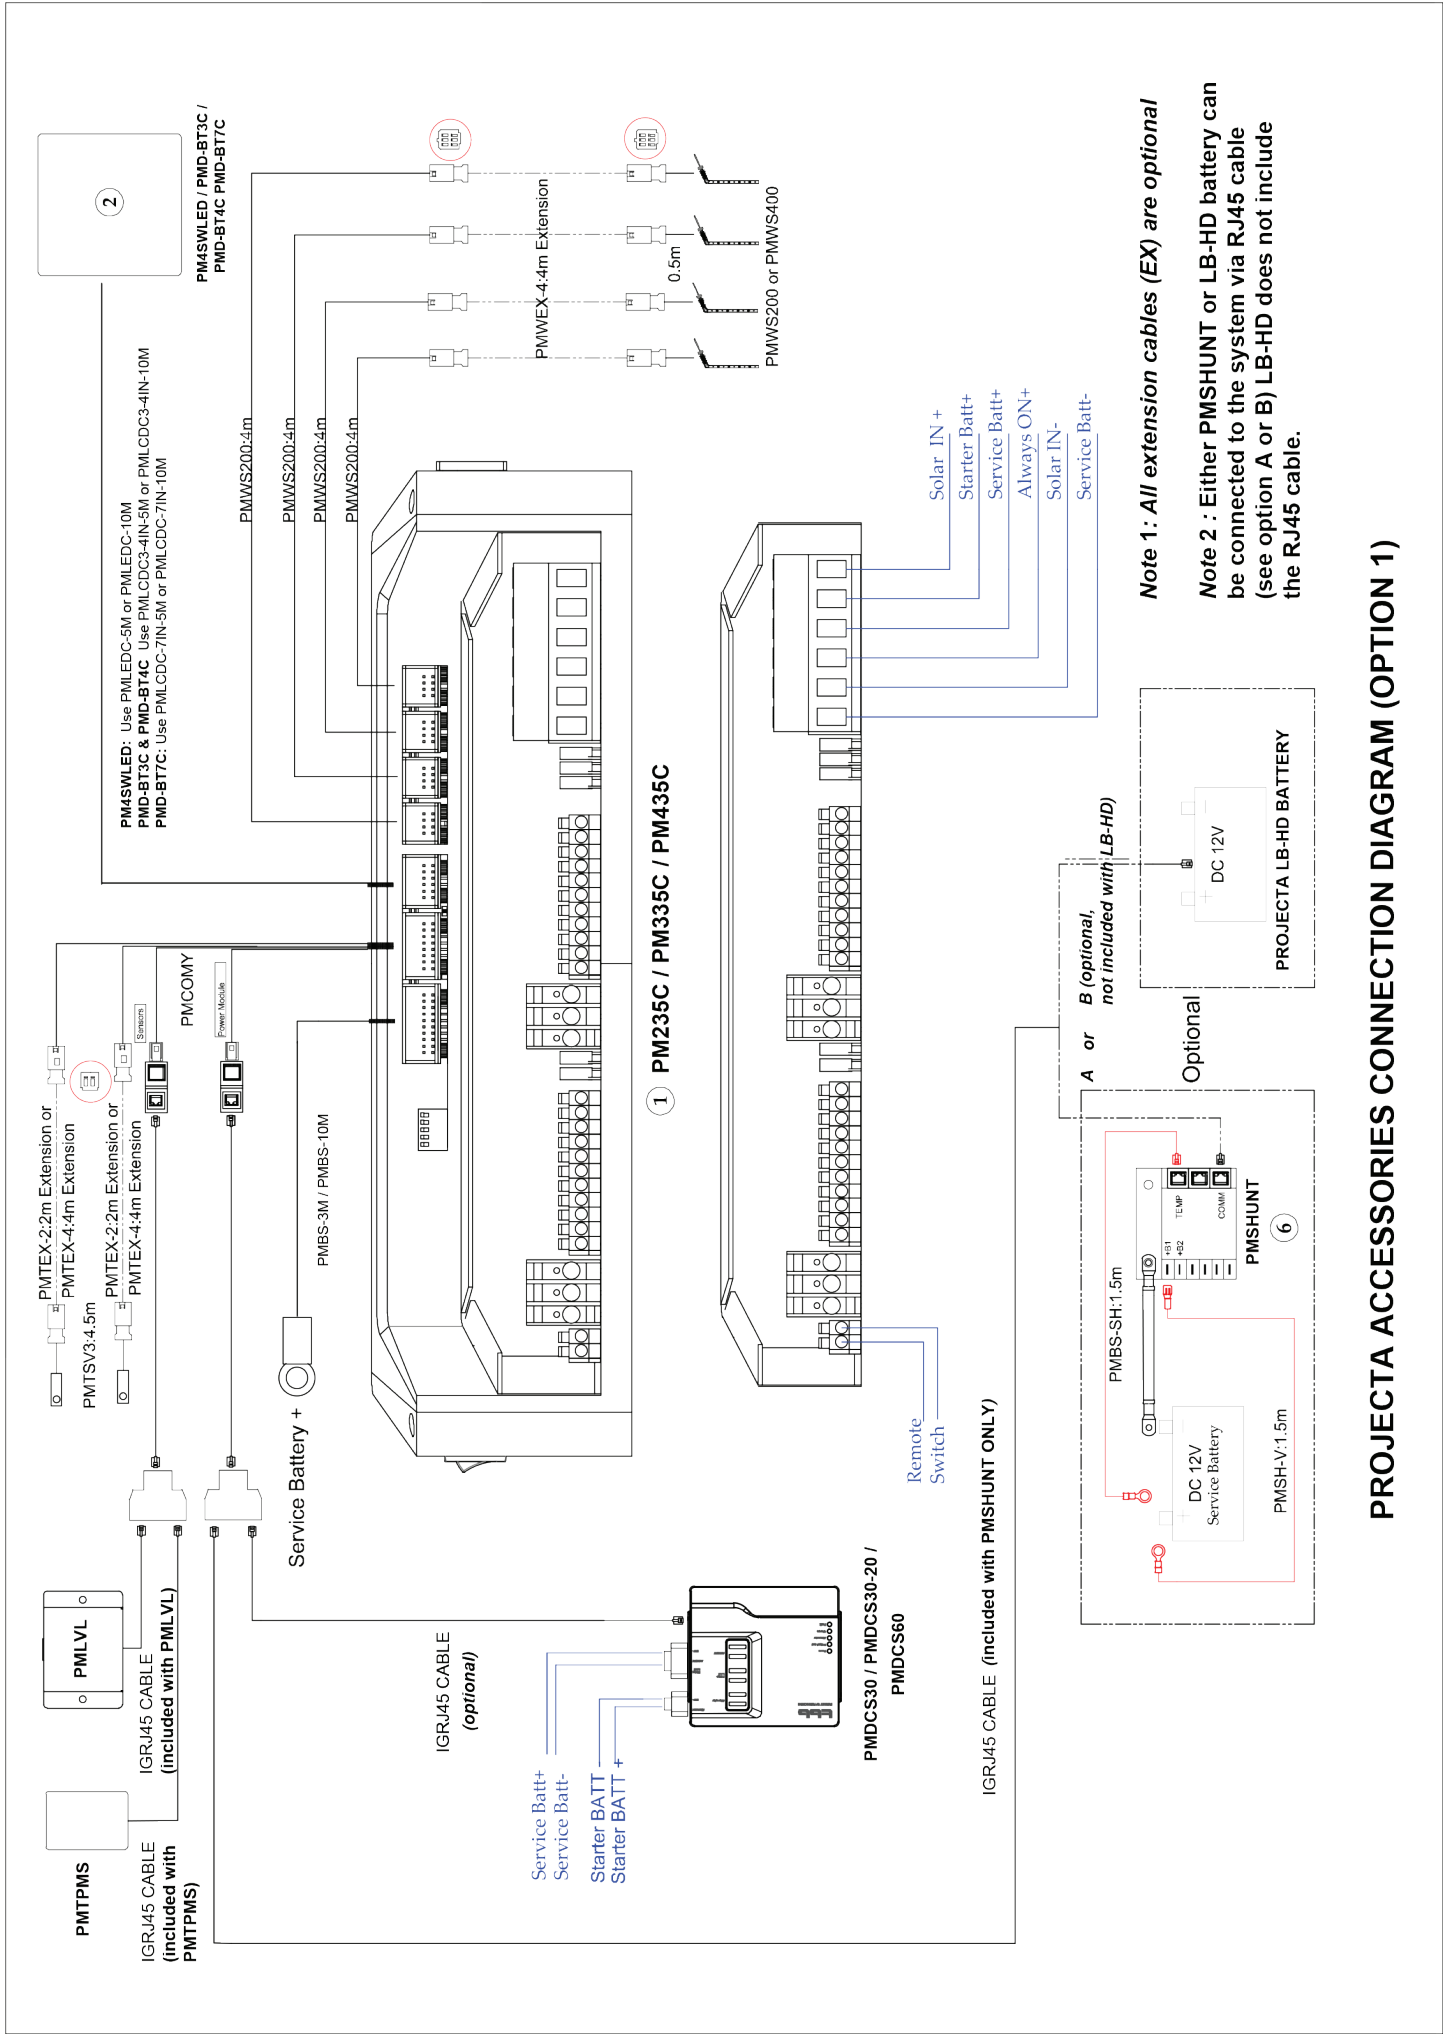 PMTPMS
IGRJ45 CABLE
(included with
PMTPMS)
PMLVL
IGRJ45 CABLE
(included with PMLVL)
PMTEX-2:2m Extension or
PMTEX-4:4m Extension
PMTSV3:4.5m
PMTEX-2:2m Extension or
PMTEX-4:4m Extension
Sensors
PMCOMY
Power Module
PM4SWLED: Use PMLEDC-5M or PMLEDC-10M
PMD-BT3C & PMD-BT4C Use PMLCDC3-4IN-5M or PMLCDC3-4IN-10M
PMD-BT7C: Use PMLCDC-7IN-5M or PMLCDC-7IN-10M
2
PM4SWLED / PMD-BT3C /
PMD-BT4C PMD-BT7C
PMWS200:4m
PMWS200:4m
PMWS200:4m
PMWS200:4m
PMWEX-4:4m Extension
0.5m
PMWS200 or PMWS400
Service Battery +
PMBS-3M / PMBS-10M
1 PM235C / PM335C / PM435C
IGRJ45 CABLE
(optional)
Service Batt+
Service Batt-
Starter BATT -
Starter BATT +
PMDCS30 / PMDCS30-20 /
PMDCS60
Remote
Switch
Solar IN +
Starter Batt+
Service Batt+
Always ON+
Solar IN-
Service Batt-
IGRJ45 CABLE (included with PMSHUNT ONLY)
A or B (optional,
not included with LB-HD)
Optional
PMBS-SH:1.5m
+B1
+B2
TEMP
COMM
PMSHUNT
6
DC 12V
Service Battery
+
-
PMSH-V:1.5m
DC 12V
+
-
PROJECTA LB-HD BATTERY
Note 1: All extension cables (EX) are optional
Note 2 : Either PMSHUNT or LB-HD battery can
be connected to the system via RJ45 cable
(see option A or B) LB-HD does not include
the RJ45 cable.
PROJECTA ACCESSORIES CONNECTION DIAGRAM (OPTION 1)